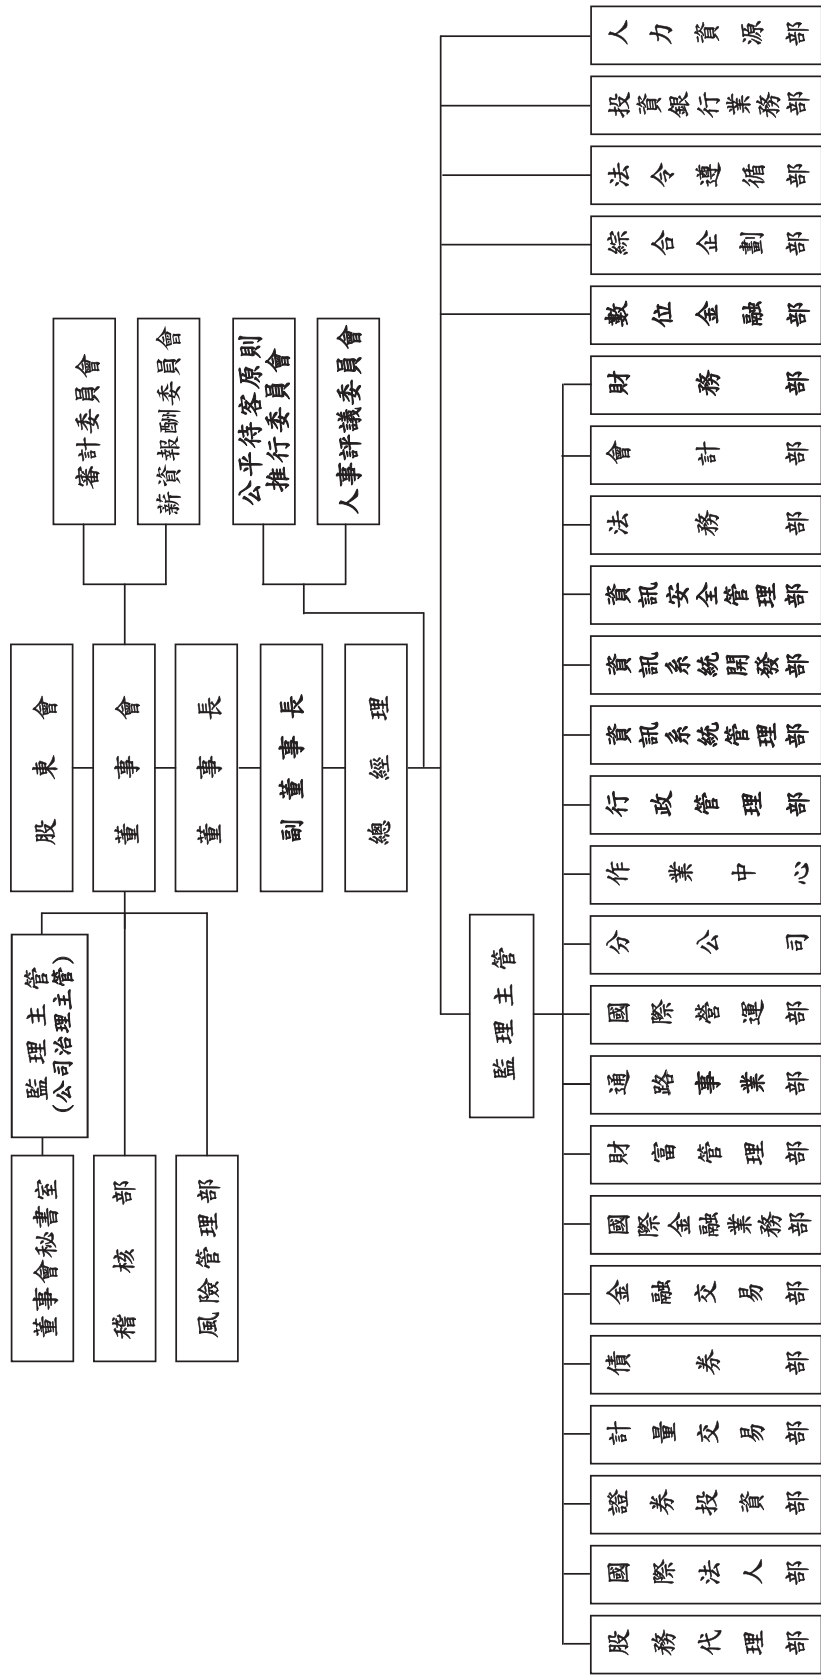 股東會
董事會
董事長
副董事長
總經理
審計委員會
薪資報酬委員會
公平待客原則
推行委員會
人事評議委員會
監理主管
(公司治理主管)
董事會秘書室
稽核部
風險管理部
監理主管
股務代理部
國際法人部
證券投資部
計量交易部
債券部
金融交易部
國際金融業務部
財富管理部
通路事業部
國際營運部
分公司
作業中心
行政管理部
資訊系統管理部
資訊系統開發部
資訊安全管理部
法務部
會計部
財務部
數位金融部
綜合企劃部
法令遵循部
投資銀行業務部
人力資源部